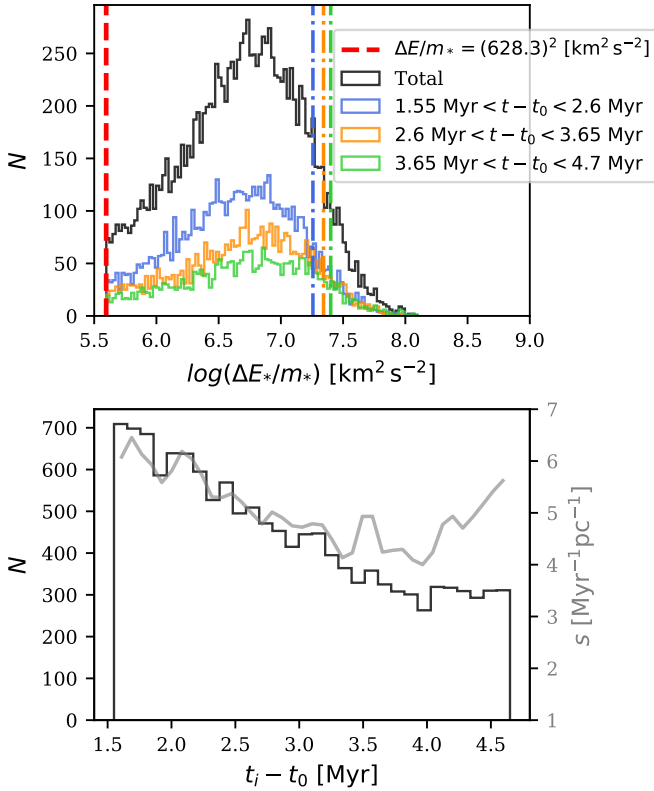 250
200
150
100
50
0
N
5.5 6.0 6.5 7.0 7.5 8.0 8.5 9.0
log(ΔE*/m*) [km² s⁻²]
ΔE/m* = (628.3)² [km² s⁻²]
Total
1.55 Myr < t − t₀ < 2.6 Myr
2.6 Myr < t − t₀ < 3.65 Myr
3.65 Myr < t − t₀ < 4.7 Myr
700
600
500
400
300
200
100
0
N
1.5 2.0 2.5 3.0 3.5 4.0 4.5
tᵢ − t₀ [Myr]
7
6
5
4
3
2
1
s [Myr⁻¹pc⁻¹]